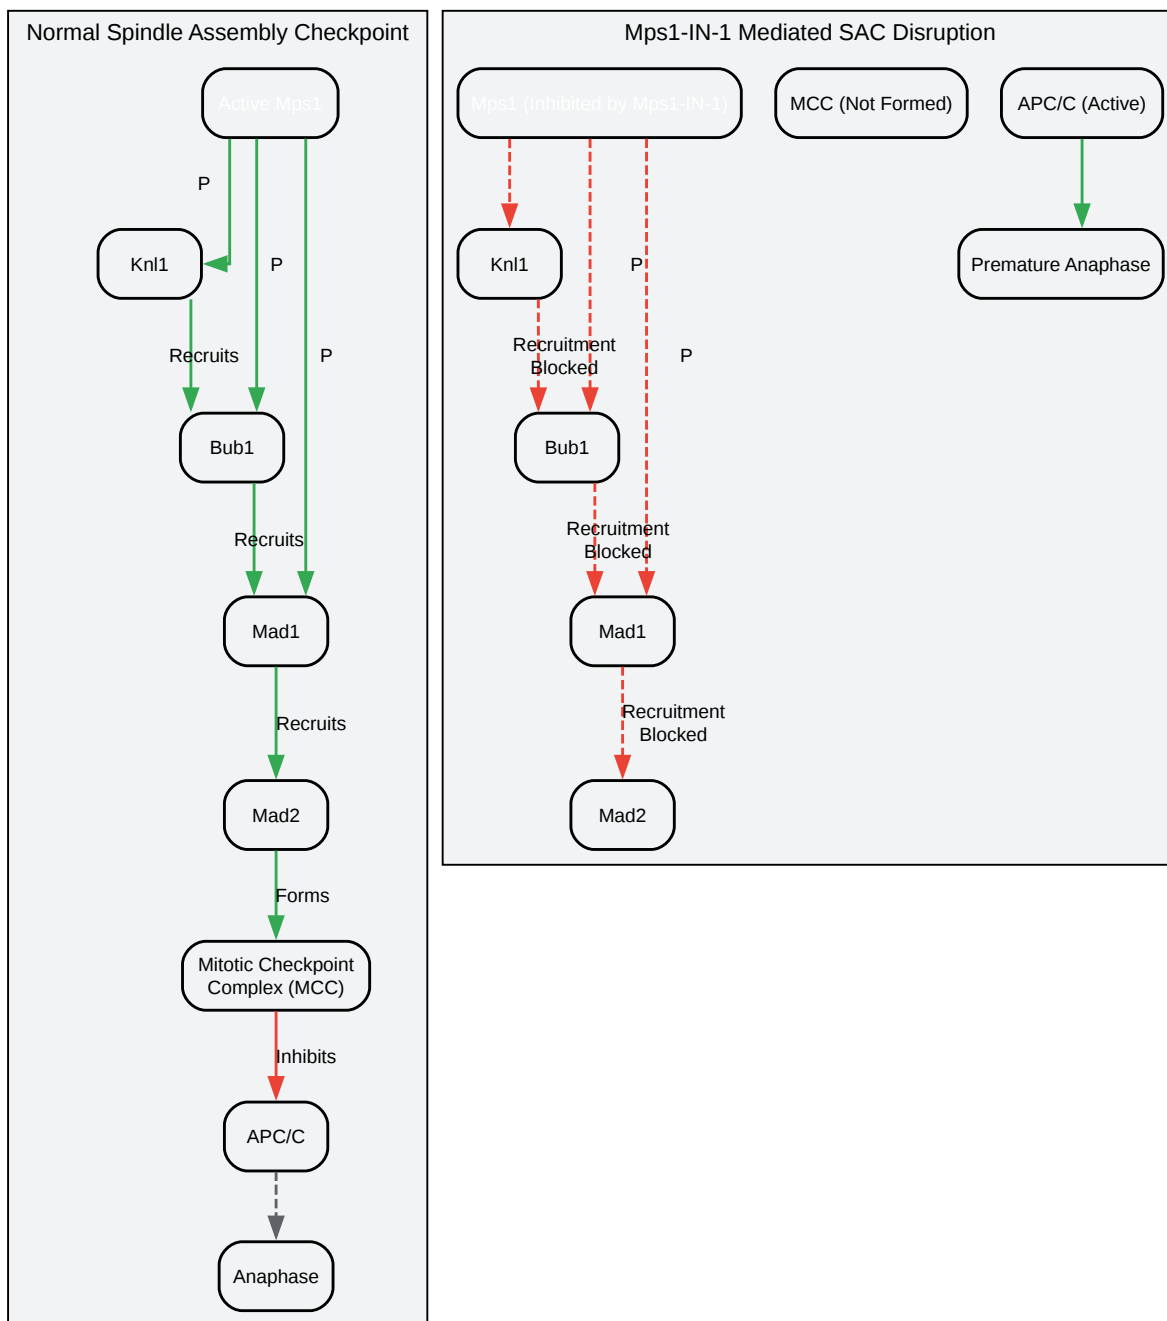 Normal Spindle Assembly Checkpoint
Active Mps1
P
Knl1
P
Recruits
P
Bub1
Recruits
Mad1
Recruits
Mad2
Forms
Mitotic Checkpoint
Complex (MCC)
Inhibits
APC/C
Anaphase
Mps1-IN-1 Mediated SAC Disruption
Mps1 (Inhibited by Mps1-IN-1)
MCC (Not Formed)
APC/C (Active)
Knl1
P
Premature Anaphase
Recruitment
Blocked
P
Bub1
Recruitment
Blocked
Mad1
Recruitment
Blocked
Mad2